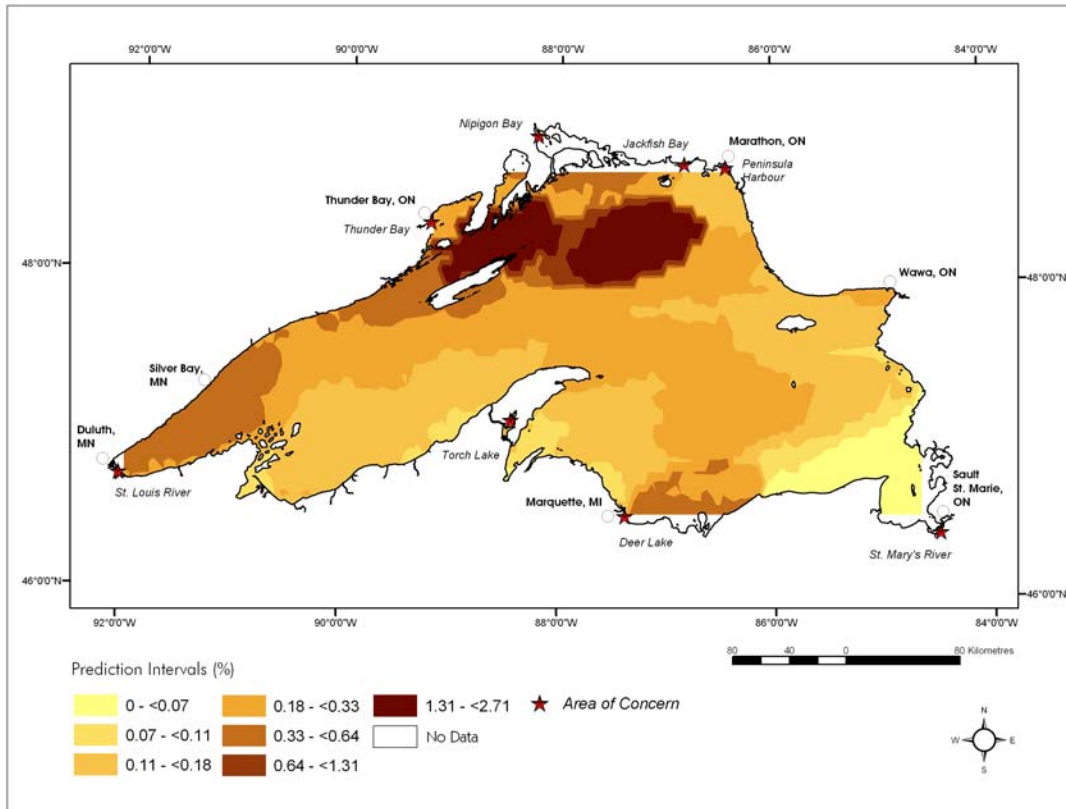 92°0'0"W
90°0'0"W
88°0'0"W
86°0'0"W
84°0'0"W
Nipigon Bay
Jackfish Bay
Marathon, ON
Peninsula
Harbour
Thunder Bay, ON
Thunder Bay
48°0'0"N
48°0'0"N
Wawa, ON
Silver Bay,
MN
Duluth,
MN
St. Louis River
Torch Lake
Marquette, MI
Deer Lake
Sault
St. Marie,
ON
St. Mary's River
46°0'0"N
46°0'0"N
92°0'0"W
90°0'0"W
88°0'0"W
86°0'0"W
84°0'0"W
80 40 0 80 Kilometres
Prediction Intervals (%)
0 - <0.07
0.18 - <0.33
1.31 - <2.71
Area of Concern
0.07 - <0.11
0.33 - <0.64
No Data
0.11 - <0.18
0.64 - <1.31
N
W
E
S